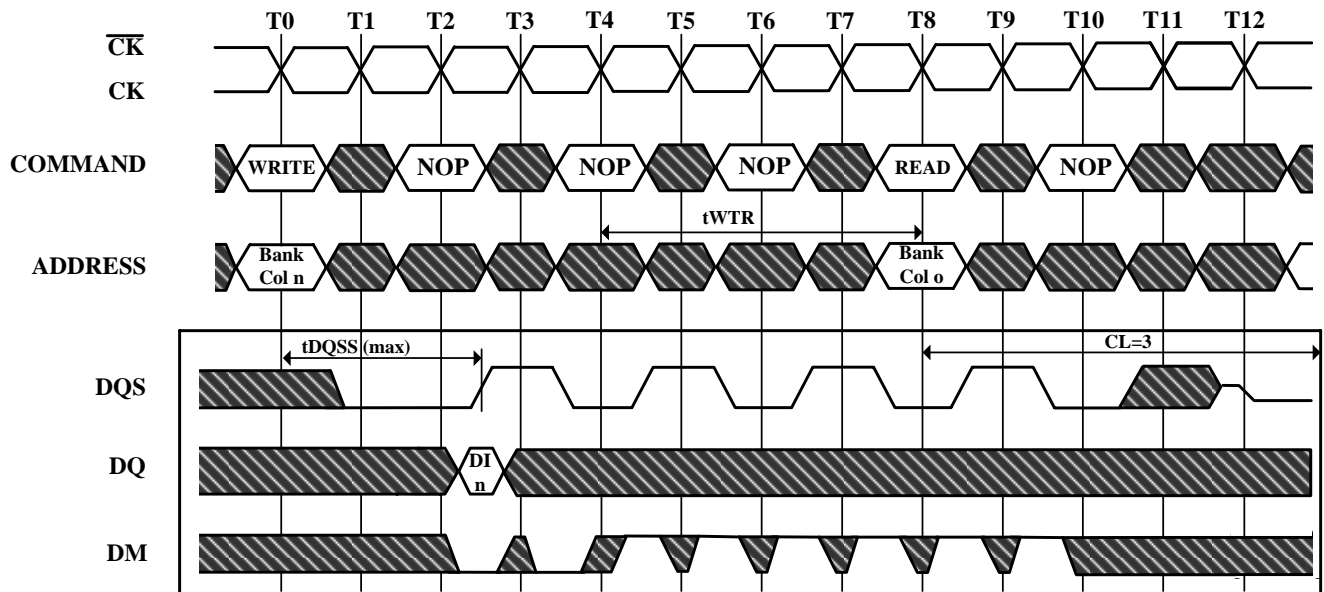 T0 T1 T2 T3 T4 T5 T6 T7 T8 T9 T10 T11 T12
CK
CK
COMMAND WRITE NOP NOP NOP READ NOP
tWTR
ADDRESS Bank Col n Bank Col o
tDQSS (max) CL=3
DQS
DQ DI n
DM